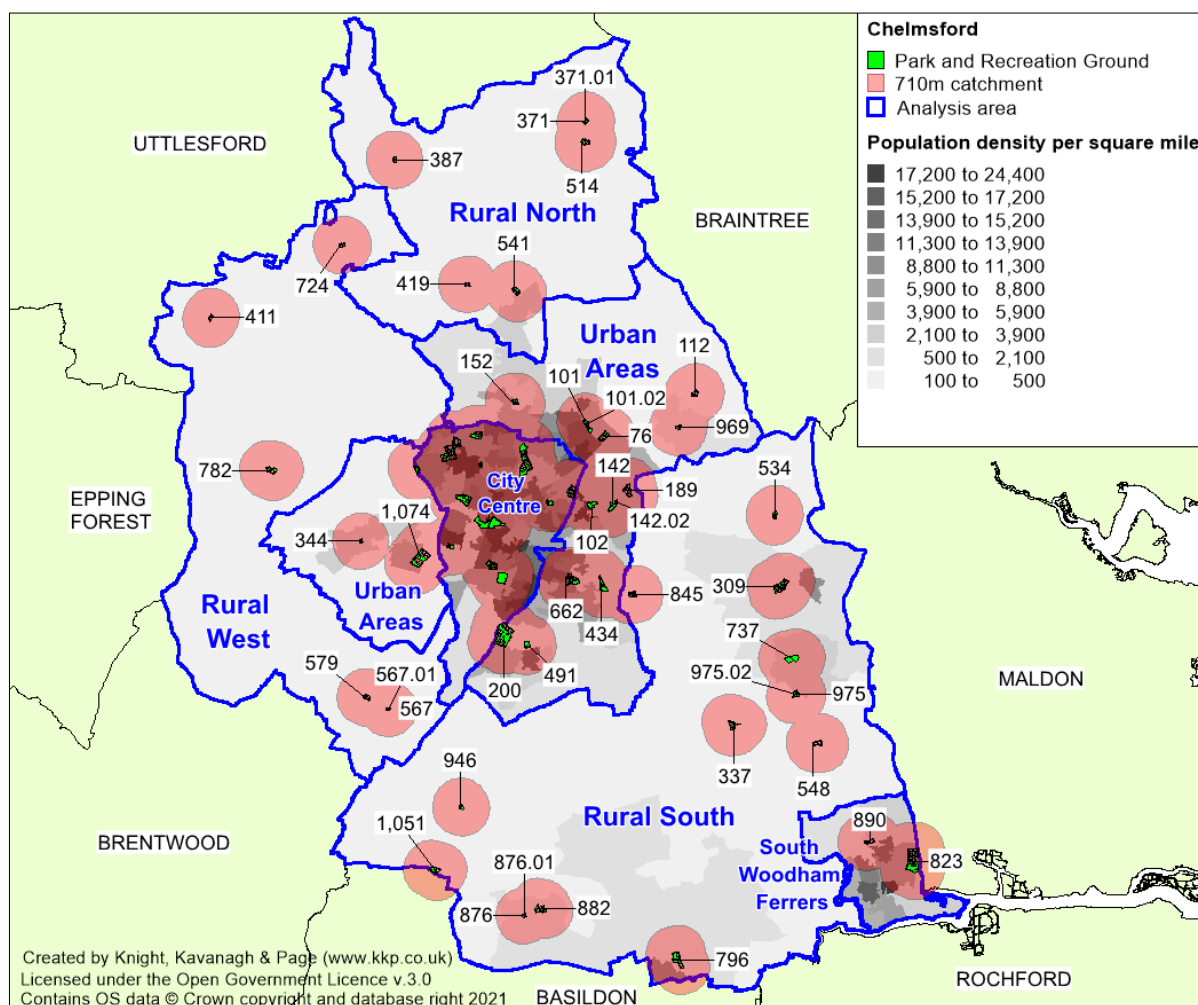 Chelmsford
Park and Recreation Ground
710m catchment
Analysis area
Population density per square mile
17,200 to 24,400
15,200 to 17,200
13,900 to 15,200
11,300 to 13,900
8,800 to 11,300
5,900 to 8,800
3,900 to 5,900
2,100 to 3,900
500 to 2,100
100 to 500
371.01
371
UTTLESFORD
387
514
Rural North
BRAINTREE
724
419
541
411
Urban
Areas
152
112
101
101.02
76
969
782
City
Centre
142
189
534
EPPING
FOREST
1,074
142.02
344
102
309
Urban
Areas
Rural
West
662
845
434
737
579
567.01
567
200
491
975.02
975
MALDON
337
548
946
BRENTWOOD
Rural South
890
1,051
South
Woodham
Ferrers
823
876.01
876
882
796
ROCHFORD
BASILDON
Created by Knight, Kavanagh & Page (www.kkp.co.uk)
Licensed under the Open Government Licence v.3.0
Contains OS data © Crown copyright and database right 2021